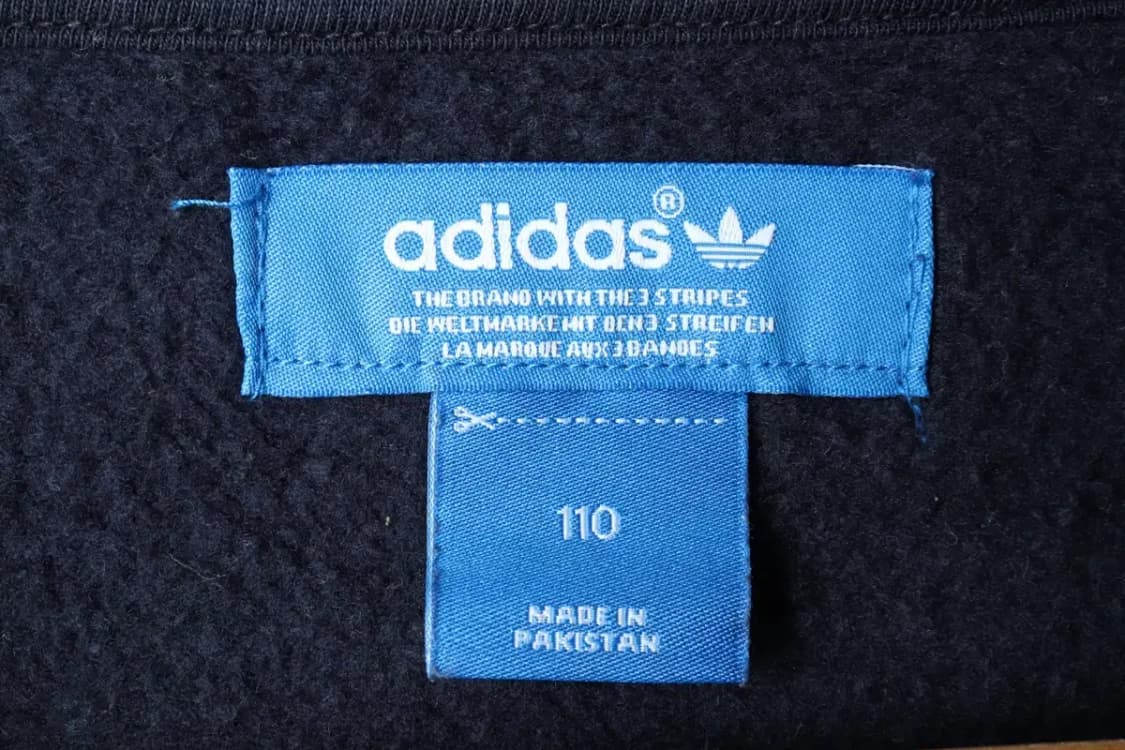 adidas®
THE BRAND WITH THE 3 STRIPES
DIE WELTMARKE MIT DEN 3 STREIFEN
LA MARQUE AUX 3 BANDES
110
MADE IN
PAKISTAN